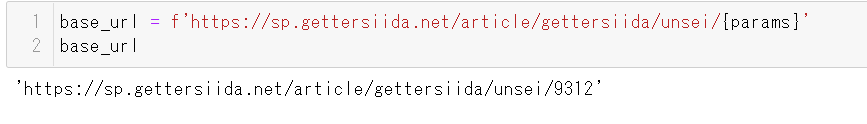 1 base_url = f'https://sp.gettersiida.net/article/gettersiida/unsei/[params}'
2 base_url
'https://sp.gettersiida.net/article/gettersiida/unsei/9312'